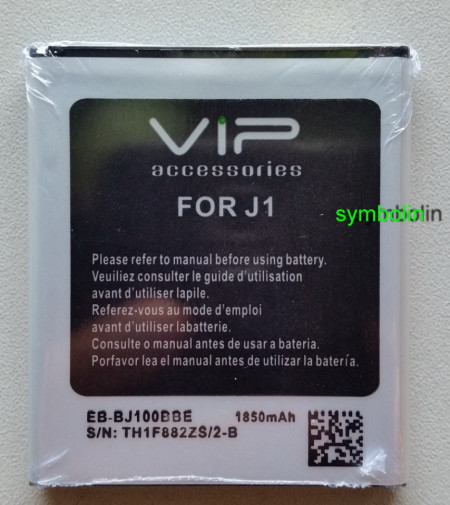 ViP
accessories
FOR J1
Please refer to manual before using battery.
Veuiliez consulter le guide d'utilisation
avant d'utiliser lapile.
Referez-vous au mode d'emploi
avant d'utiliser labatterie.
Consulte o manual antes de usar a bateria.
Porfavor lea el manual antes de utilizar la batería.
EB-BJ100BBE 1850mAh
S/N: TH1F882ZS/2-B